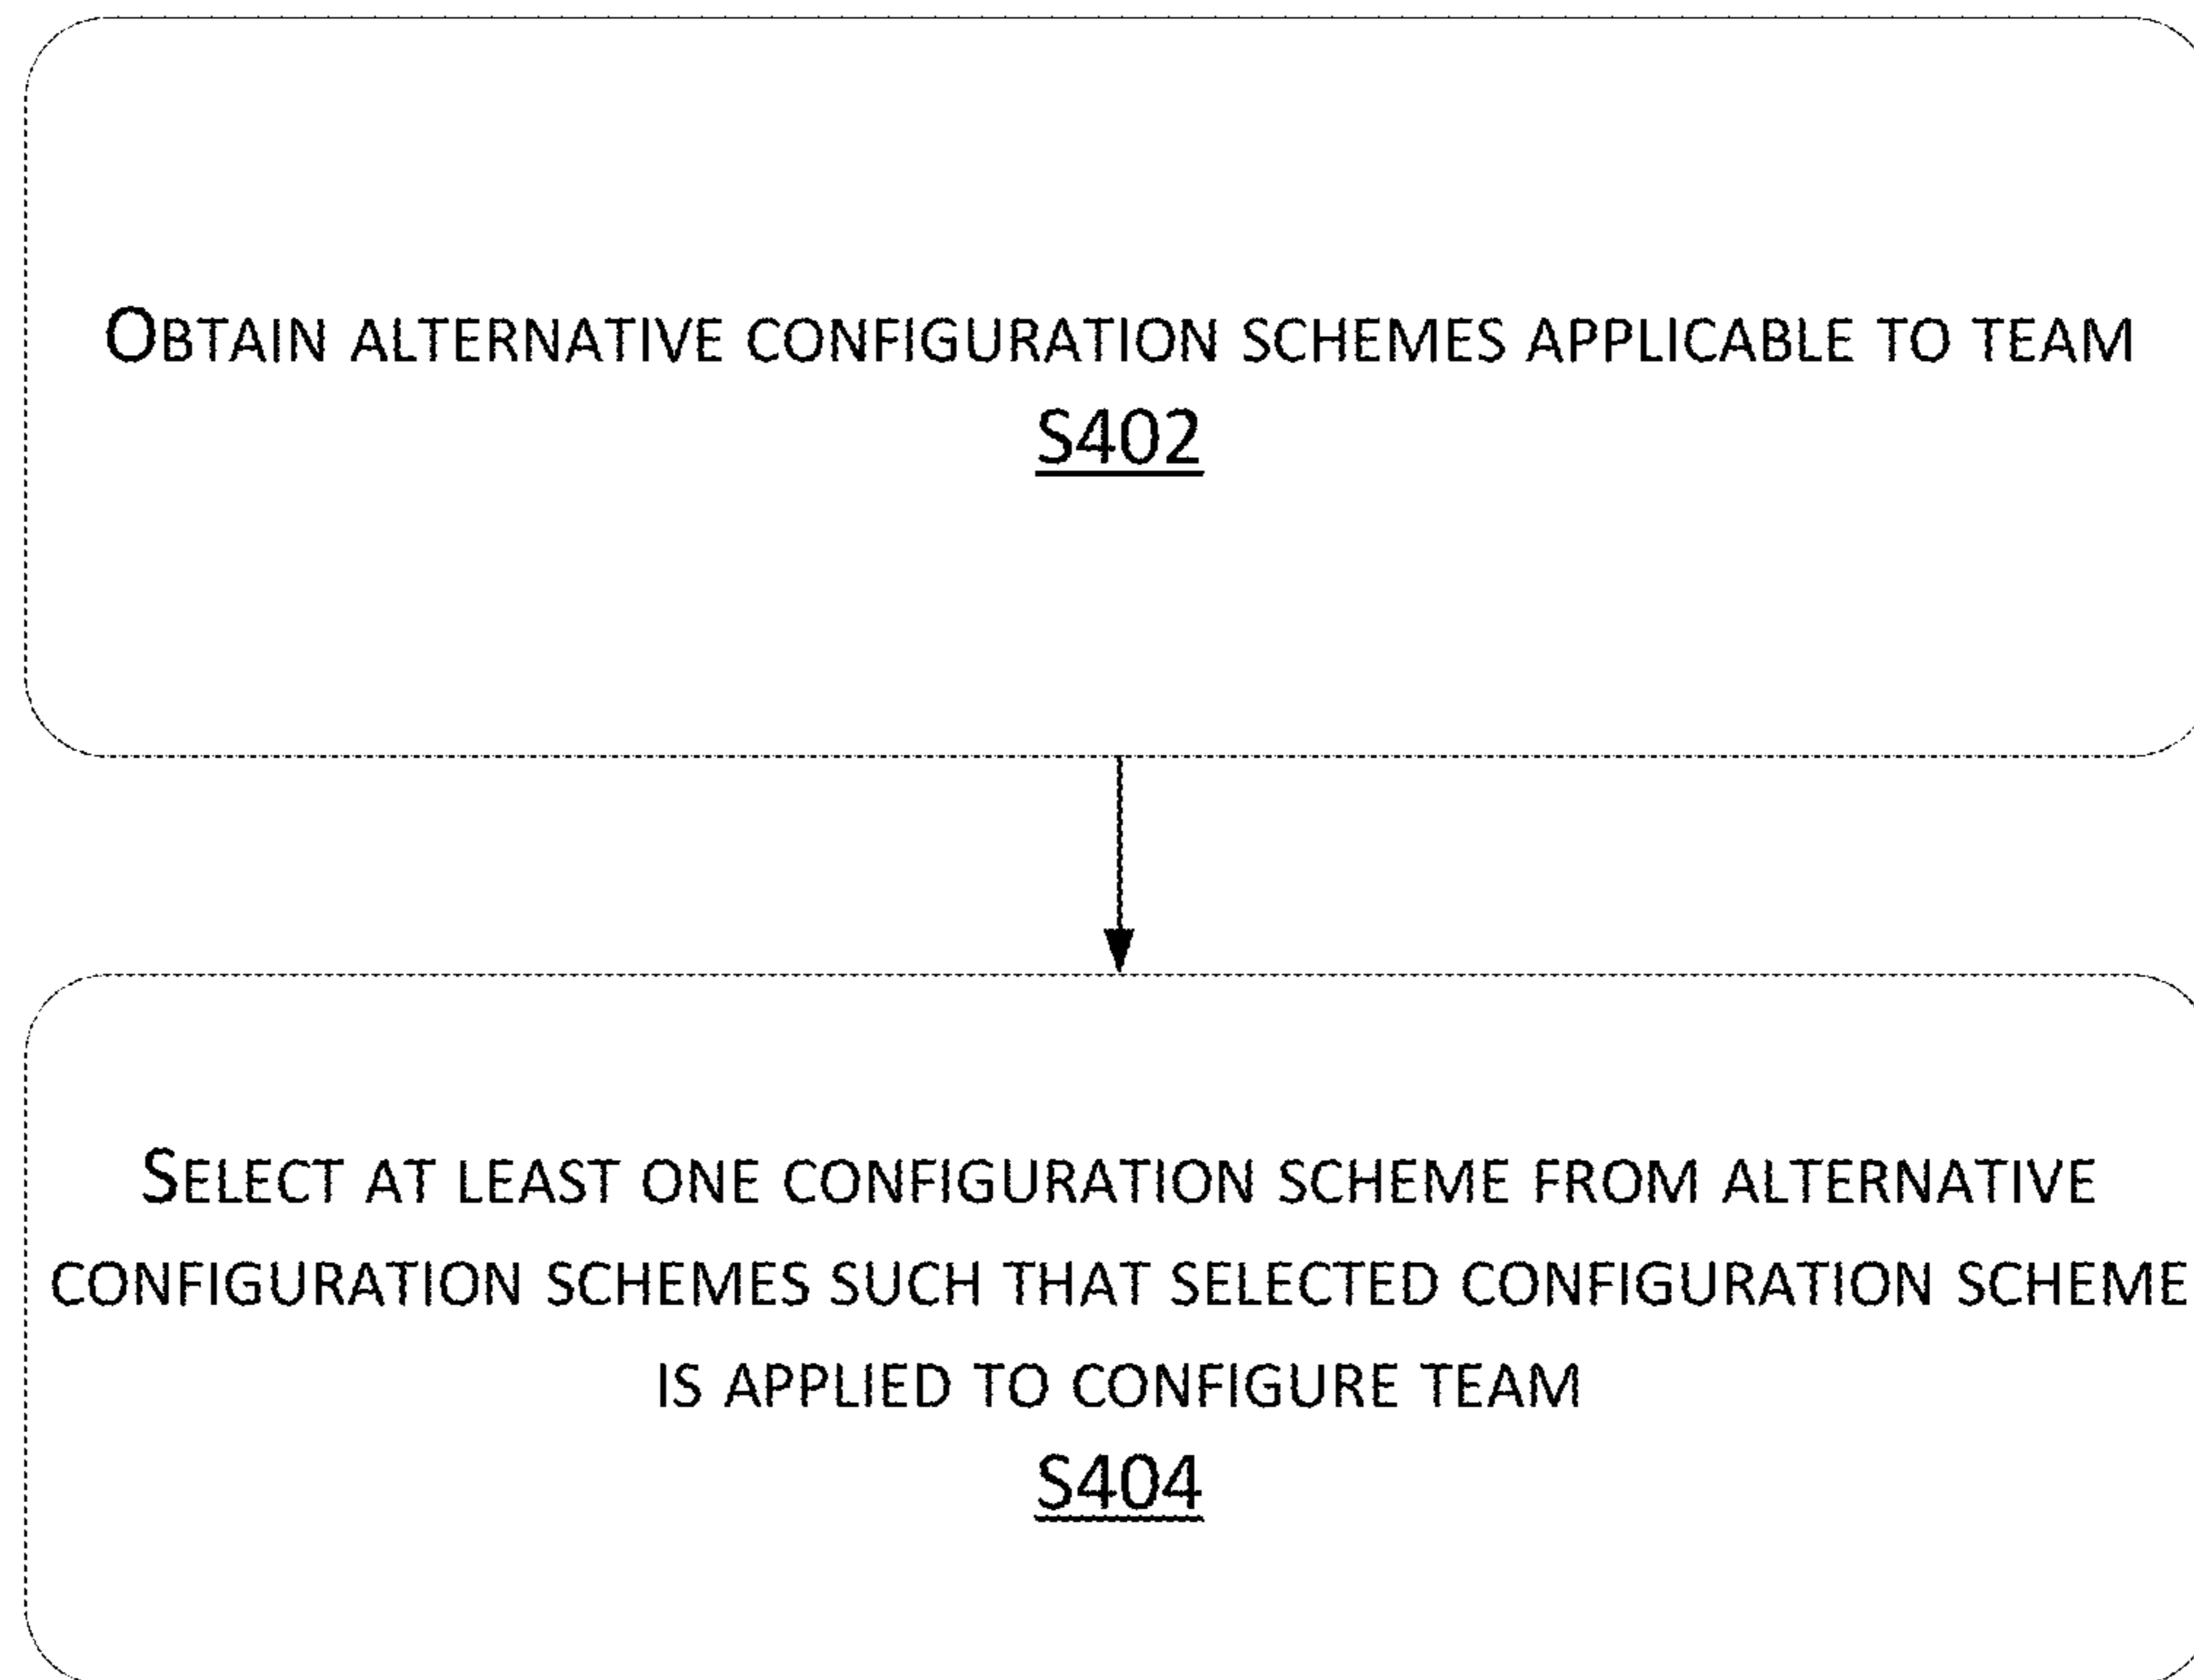 OBTAIN ALTERNATIVE CONFIGURATION SCHEMES APPLICABLE TO TEAM
S402
SELECT AT LEAST ONE CONFIGURATION SCHEME FROM ALTERNATIVE
CONFIGURATION SCHEMES SUCH THAT SELECTED CONFIGURATION SCHEME
IS APPLIED TO CONFIGURE TEAM
S404